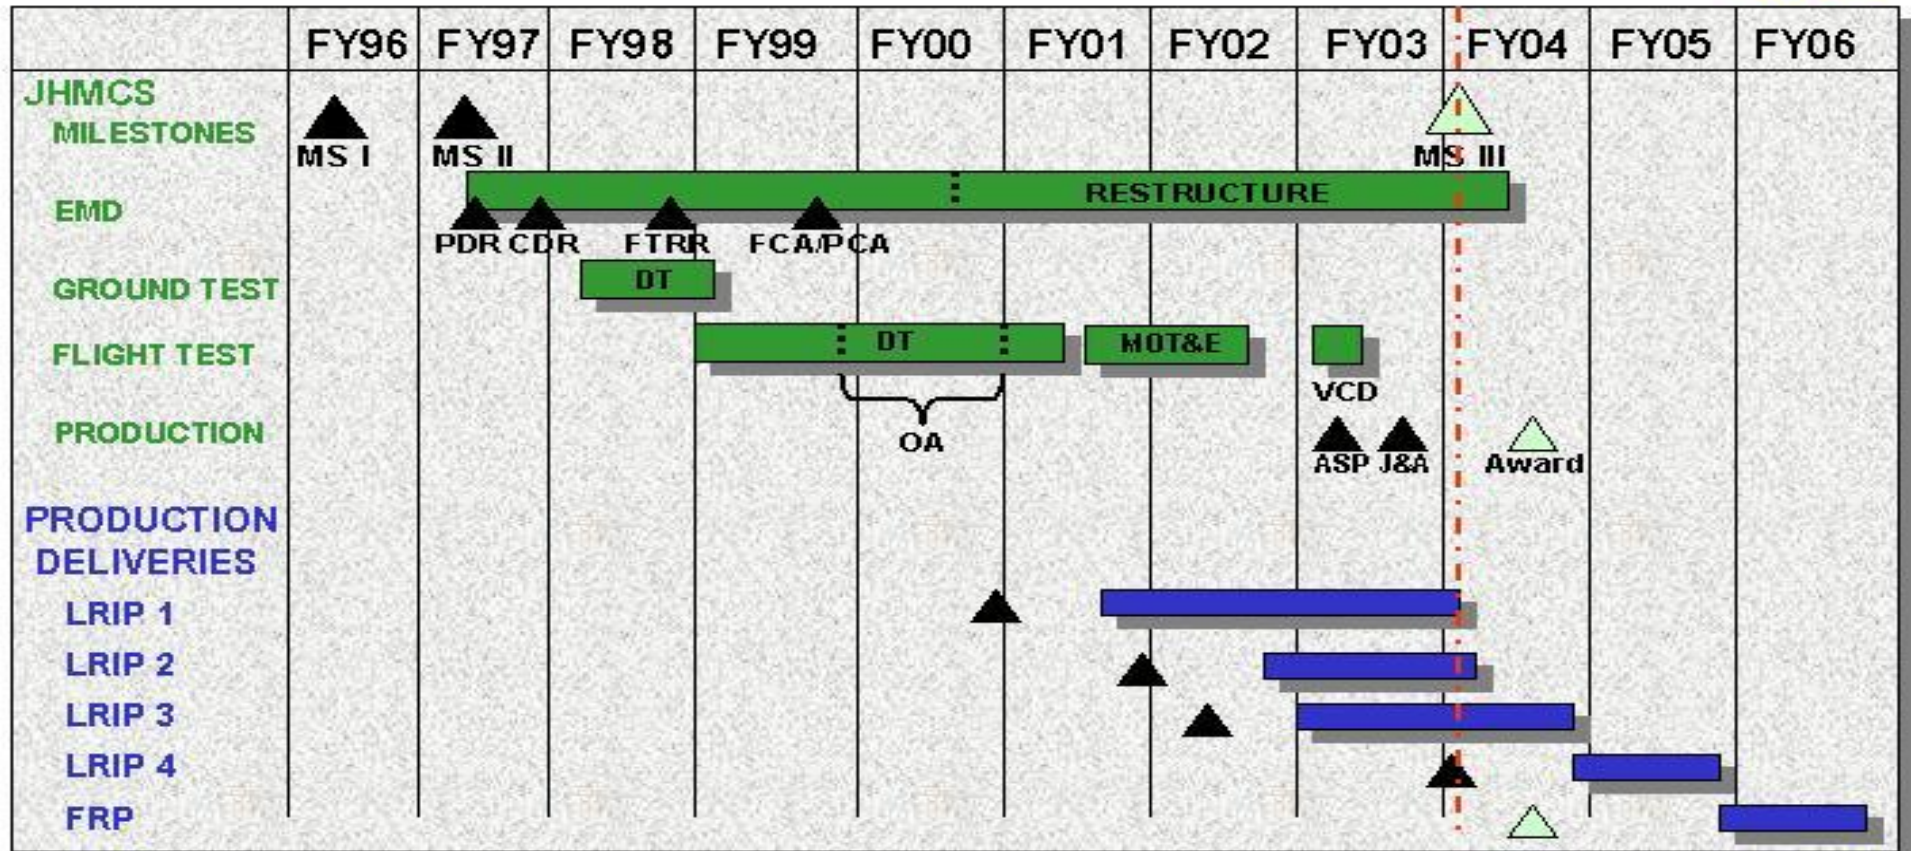 FY96 FY97 FY98 FY99 FY00 FY01 FY02 FY03 FY04 FY05 FY06
JHMCS
MILESTONES
MS I MS II MS III
RESTRUCTURE
EMD
PDR CDR FTRR FCA/PCA
GROUND TEST DT
FLIGHT TEST DT MOT&E
VCD
PRODUCTION OA
ASP J&A Award
PRODUCTION
DELIVERIES
LRIP 1
LRIP 2
LRIP 3
LRIP 4
FRP